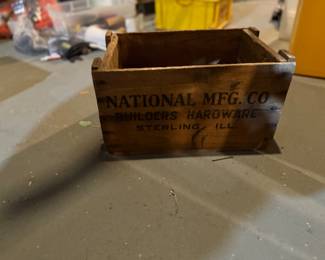 NATIONAL MFG. CO
BUILDERS HARDWARE
STERLING, ILL.